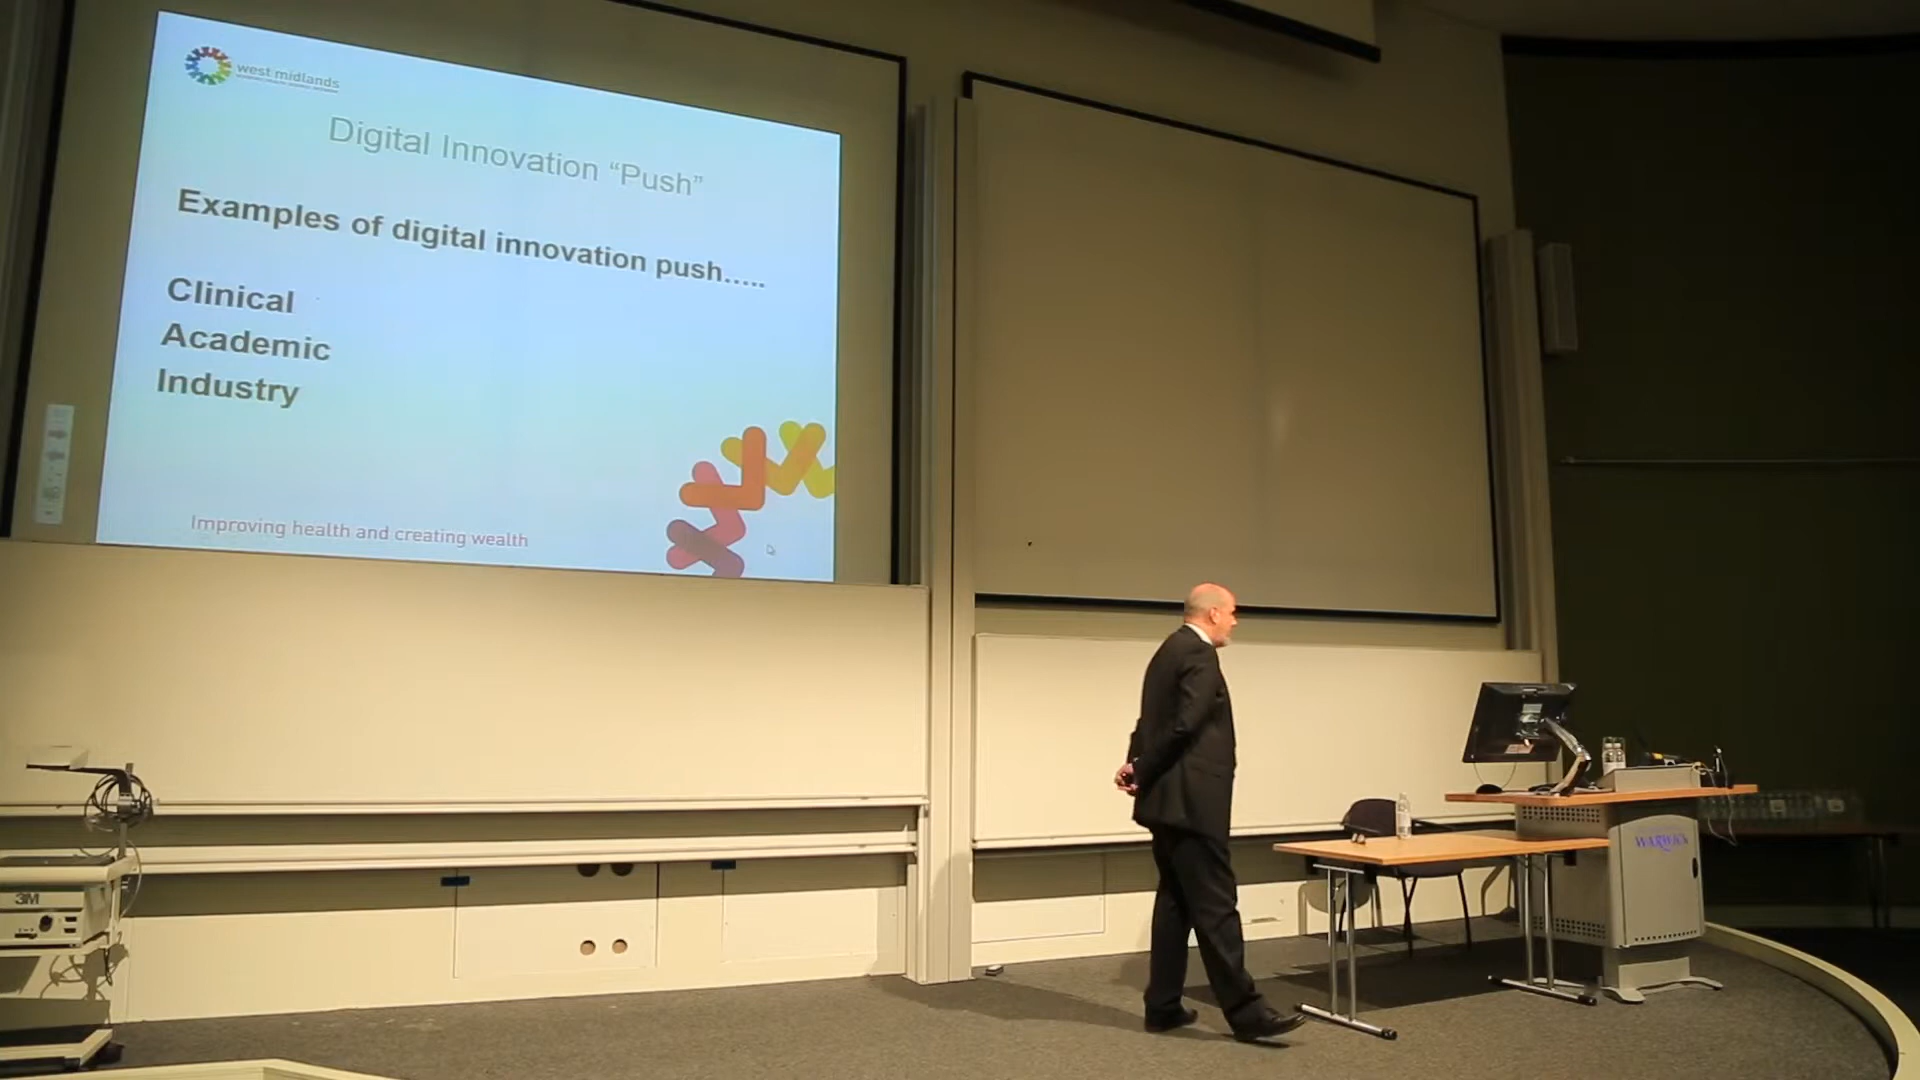 west midlands
Digital Innovation “Push”
Examples of digital innovation push.....
Clinical
Academic
Industry
Improving health and creating wealth
3M
WARWICK